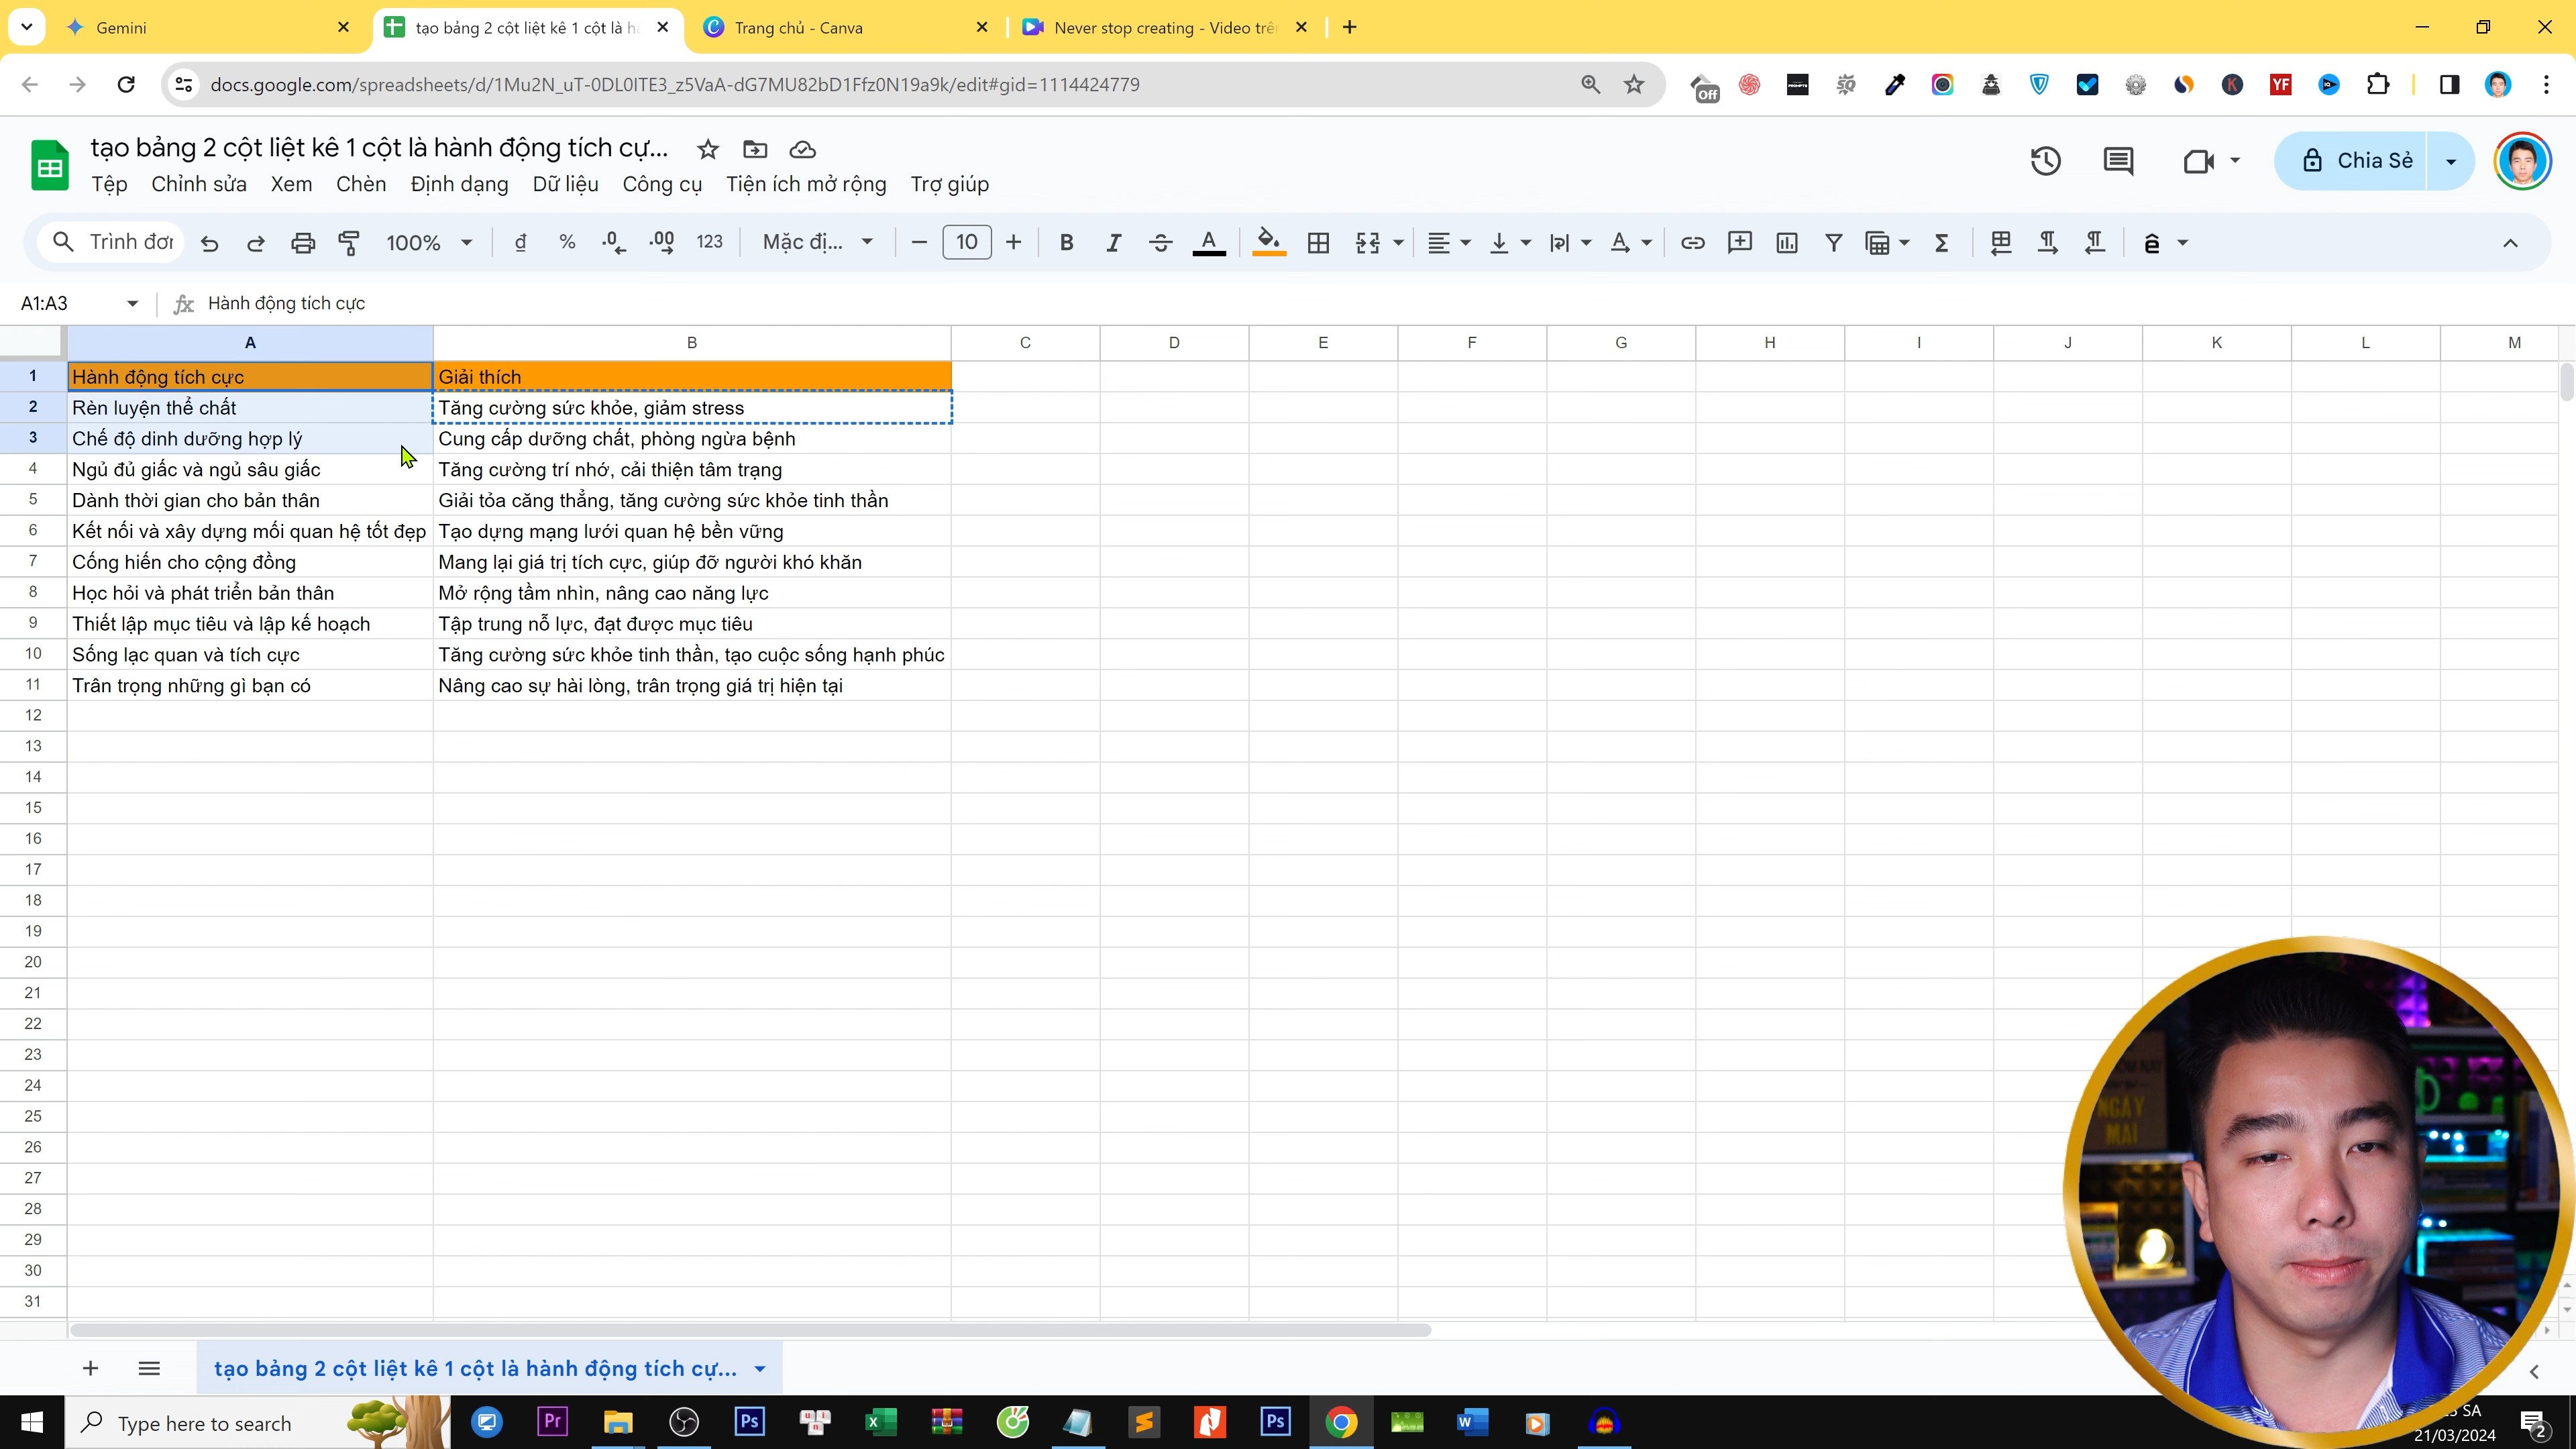 Gemini
tạo bảng 2 cột liệt kê 1 cột là h
Trang chủ - Canva
Never stop creating - Video trê
docs.google.com/spreadsheets/d/1Mu2N_uT-0DL0ITE3_z5VaA-dG7MU82bD1Ffz0N19a9k/edit#gid=1114424779
Off
YF
tạo bảng 2 cột liệt kê 1 cột là hành động tích cự...
Tệp Chỉnh sửa Xem Chèn Định dạng Dữ liệu Công cụ Tiện ích mở rộng Trợ giúp
Chia Sẻ
Trình đơn 100% đ % .0 .00 123 Mặc đị... 10 B I A ê
A1:A3 fx Hành động tích cực
A B C D E F G H I J K L M
1 Hành động tích cực Giải thích
2 Rèn luyện thể chất Tăng cường sức khỏe, giảm stress
3 Chế độ dinh dưỡng hợp lý Cung cấp dưỡng chất, phòng ngừa bệnh
4 Ngủ đủ giấc và ngủ sâu giấc Tăng cường trí nhớ, cải thiện tâm trạng
5 Dành thời gian cho bản thân Giải tỏa căng thẳng, tăng cường sức khỏe tinh thần
6 Kết nối và xây dựng mối quan hệ tốt đẹp Tạo dựng mạng lưới quan hệ bền vững
7 Cống hiến cho cộng đồng Mang lại giá trị tích cực, giúp đỡ người khó khăn
8 Học hỏi và phát triển bản thân Mở rộng tầm nhìn, nâng cao năng lực
9 Thiết lập mục tiêu và lập kế hoạch Tập trung nỗ lực, đạt được mục tiêu
10 Sống lạc quan và tích cực Tăng cường sức khỏe tinh thần, tạo cuộc sống hạnh phúc
11 Trân trọng những gì bạn có Nâng cao sự hài lòng, trân trọng giá trị hiện tại
12
13
14
15
16
17
18
19
20
21
22
23
24
25
26
27
28
29
30
31
NGÀY
MAI
tạo bảng 2 cột liệt kê 1 cột là hành động tích cự...
Type here to search
Pr
Ps
Ps
SA
21/03/2024
2